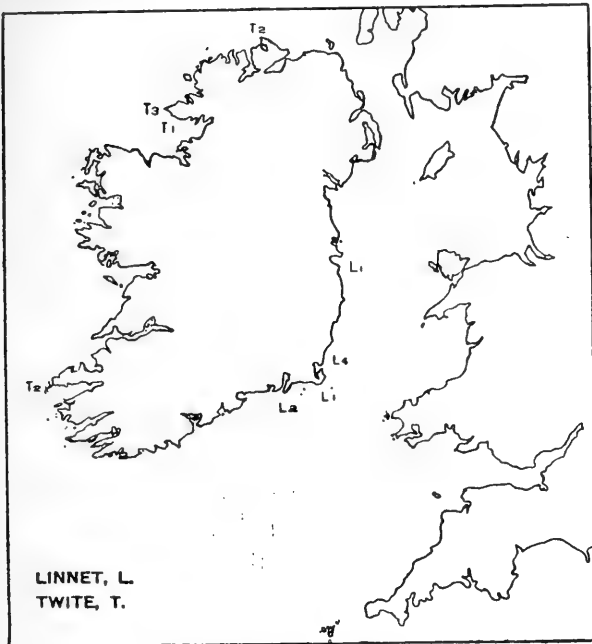 T2
T3
T1
L1
T2
L4
L2
L1
LINNET, L.
TWITE, T.